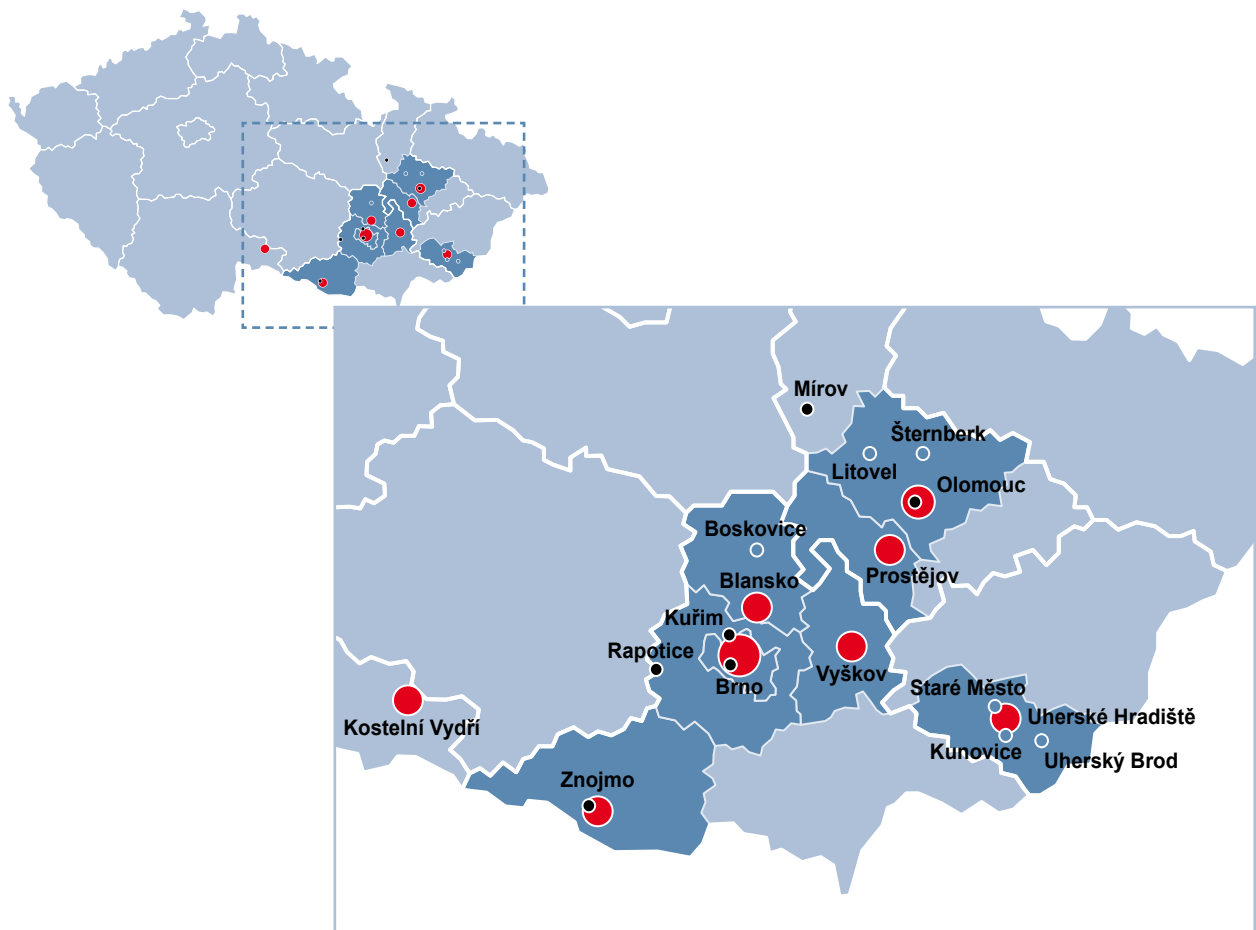 Mírov
Šternberk
Litovel
Olomouc
Boskovice
Prostějov
Blansko
Kuřim
Rapotice
Brno
Vyškov
Staré Město
Uherské Hradiště
Kostelní Vydří
Kunovice
Uherský Brod
Znojmo